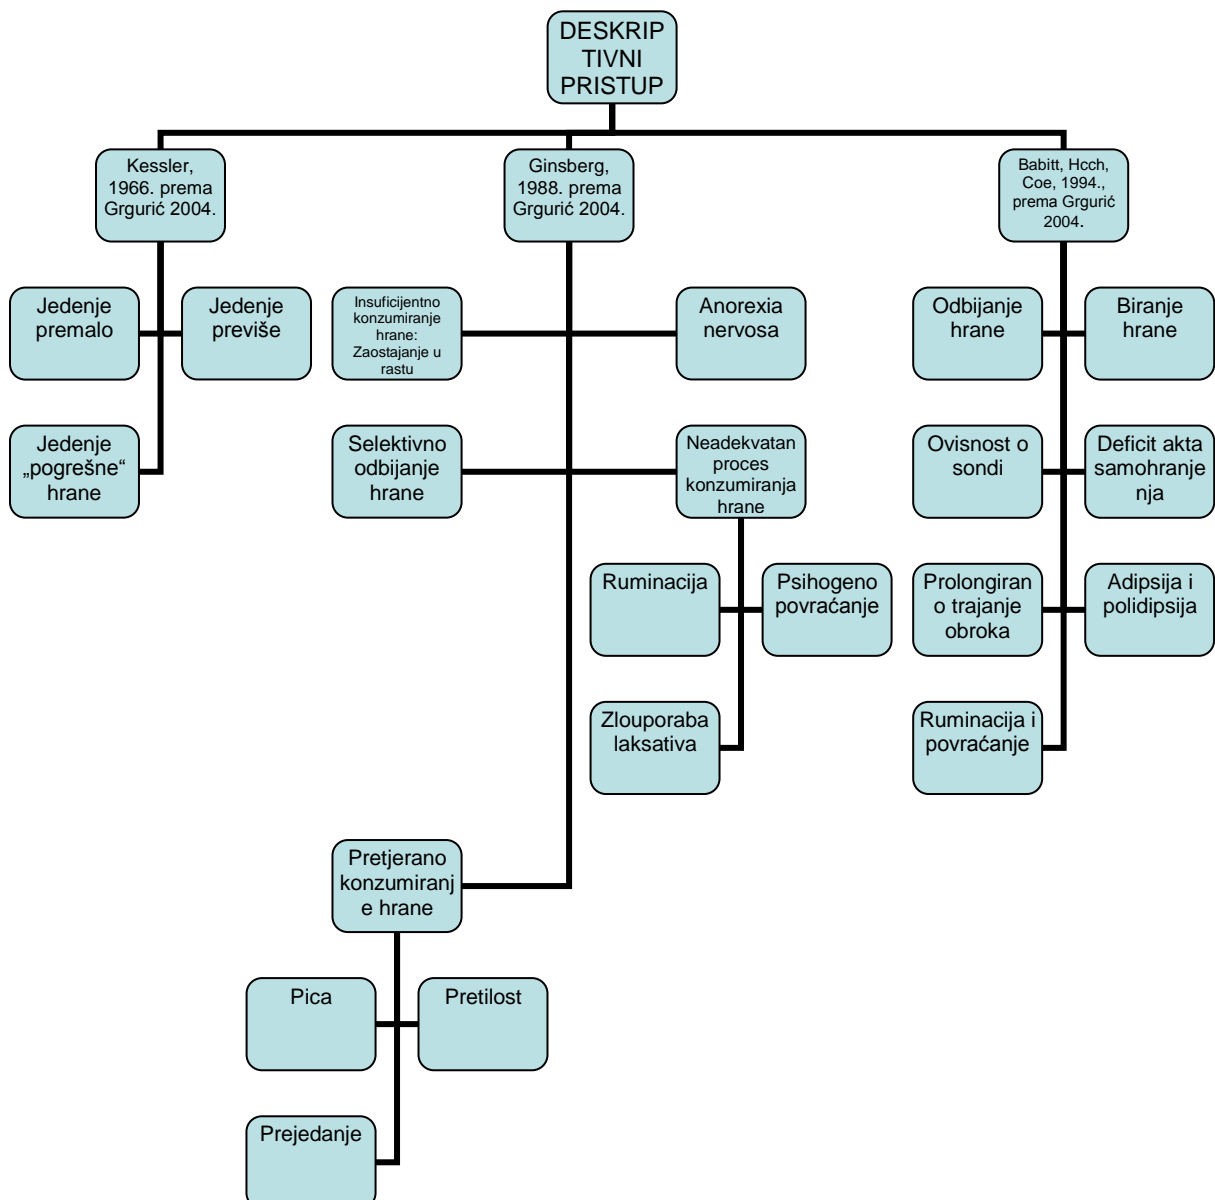 DESKRIP
TIVNI
PRISTUP
Kessler,
1966. prema
Grgurić 2004.
Ginsberg,
1988. prema
Grgurić 2004.
Babitt, Hcch,
Coe, 1994.,
prema Grgurić
2004.
Jedenje
premalo
Jedenje
previše
Insuficijentno
konzumiranje
hrane:
Zaostajanje u
rastu
Anorexia
nervosa
Odbijanje
hrane
Biranje
hrane
Jedenje
„pogrešne“
hrane
Selektivno
odbijanje
hrane
Neadekvatan
proces
konzumiranja
hrane
Ovisnost o
sondi
Deficit akta
samohranje
nja
Ruminacija
Psihogeno
povraćanje
Prolongiran
o trajanje
obroka
Adipsija i
polidipsija
Zlouporaba
laksativa
Ruminacija i
povraćanje
Pretjerano
konzumiranj
e hrane
Pica
Pretilost
Prejedanje